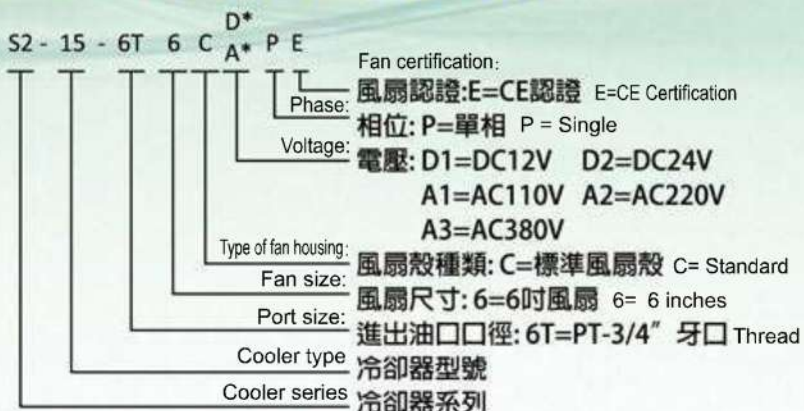 D*
S2 - 15 - 6T 6 C A* P E
Fan certification:
風扇認證:E=CE認證 E=CE Certification
Phase:
相位: P=單相 P = Single
Voltage:
電壓: D1=DC12V D2=DC24V
A1=AC110V A2=AC220V
A3=AC380V
Type of fan housing:
風扇殼種類: C=標準風扇殼 C= Standard
Fan size:
風扇尺寸: 6=6吋風扇 6= 6 inches
Port size:
進出油口口徑: 6T=PT-3/4" 牙口 Thread
Cooler type
冷卻器型號
Cooler series
冷卻器系列